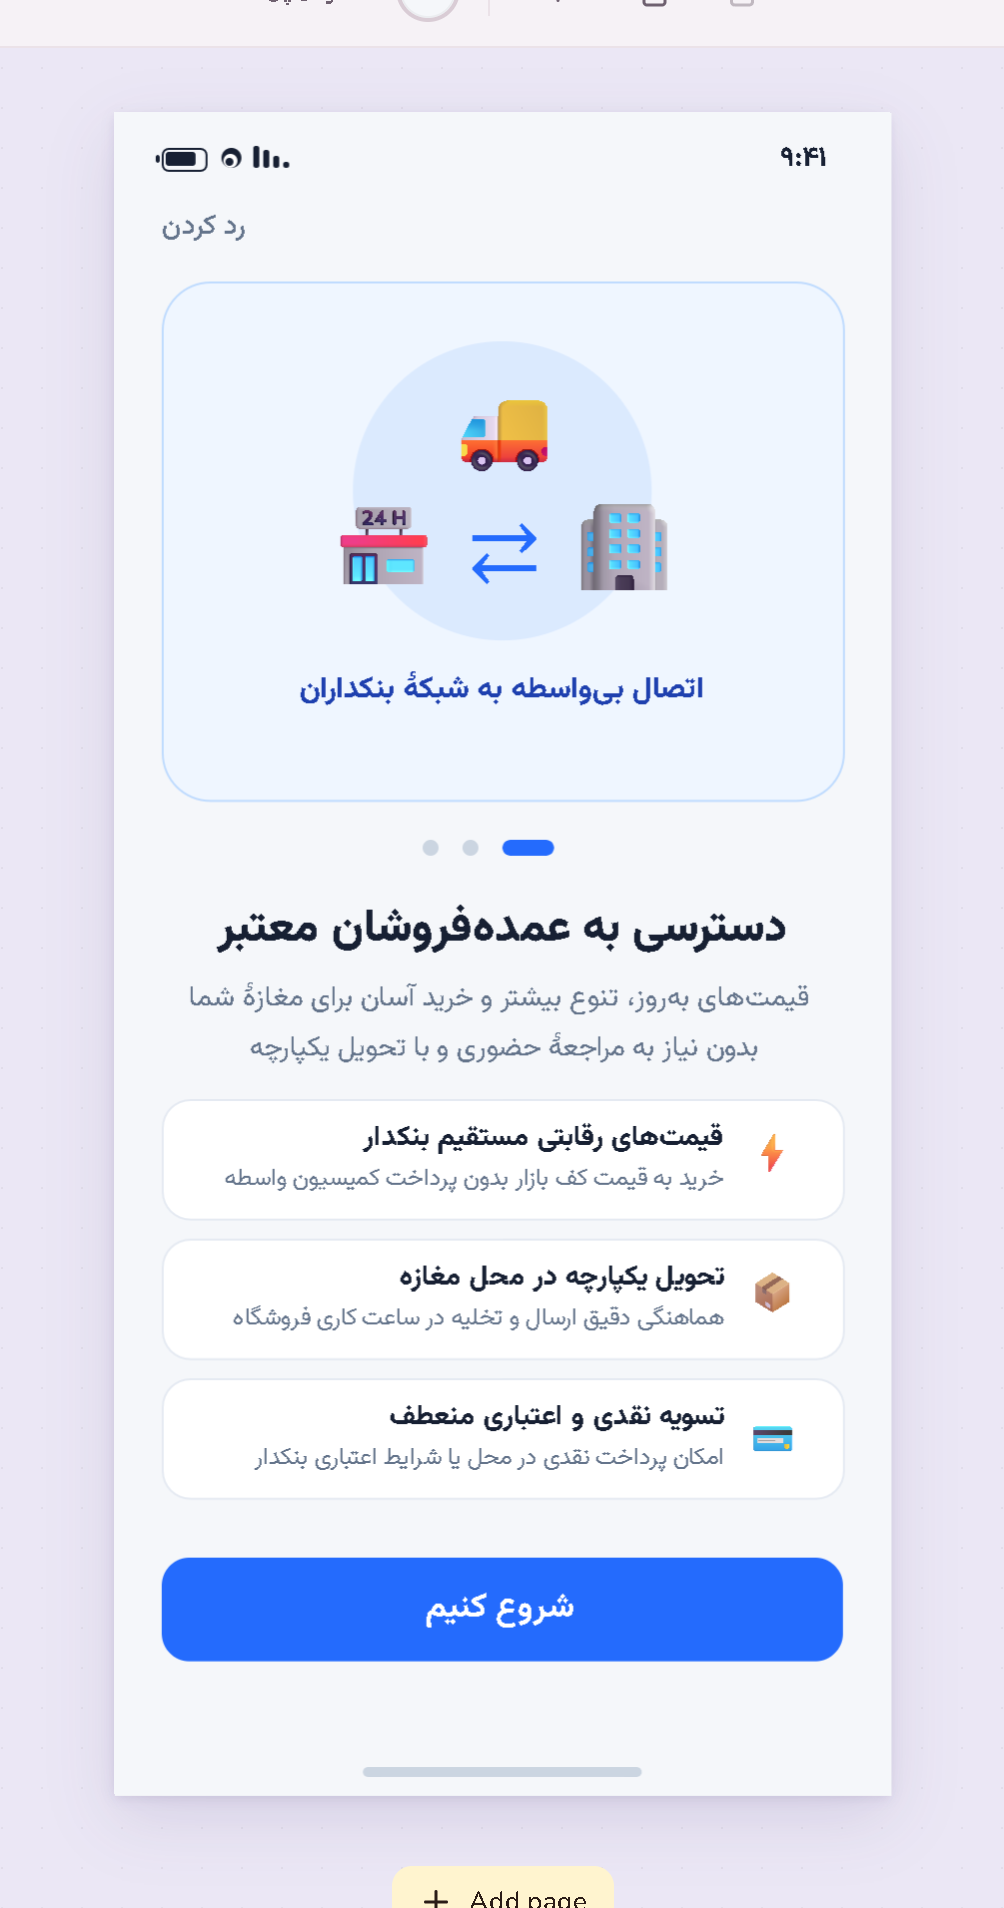 ۹:۴۱
رد کردن
24 H
اتصال بی‌واسطه به شبکهٔ بنکداران
دسترسی به عمده‌فروشان معتبر
قیمت‌های به‌روز، تنوع بیشتر و خرید آسان برای مغازهٔ شما
بدون نیاز به مراجعهٔ حضوری و با تحویل یکپارچه
قیمت‌های رقابتی مستقیم بنکدار
خرید به قیمت کف بازار بدون پرداخت کمیسیون واسطه
تحویل یکپارچه در محل مغازه
هماهنگی دقیق ارسال و تخلیه در ساعت کاری فروشگاه
تسویه نقدی و اعتباری منعطف
امکان پرداخت نقدی در محل یا شرایط اعتباری بنکدار
شروع کنیم
Add page